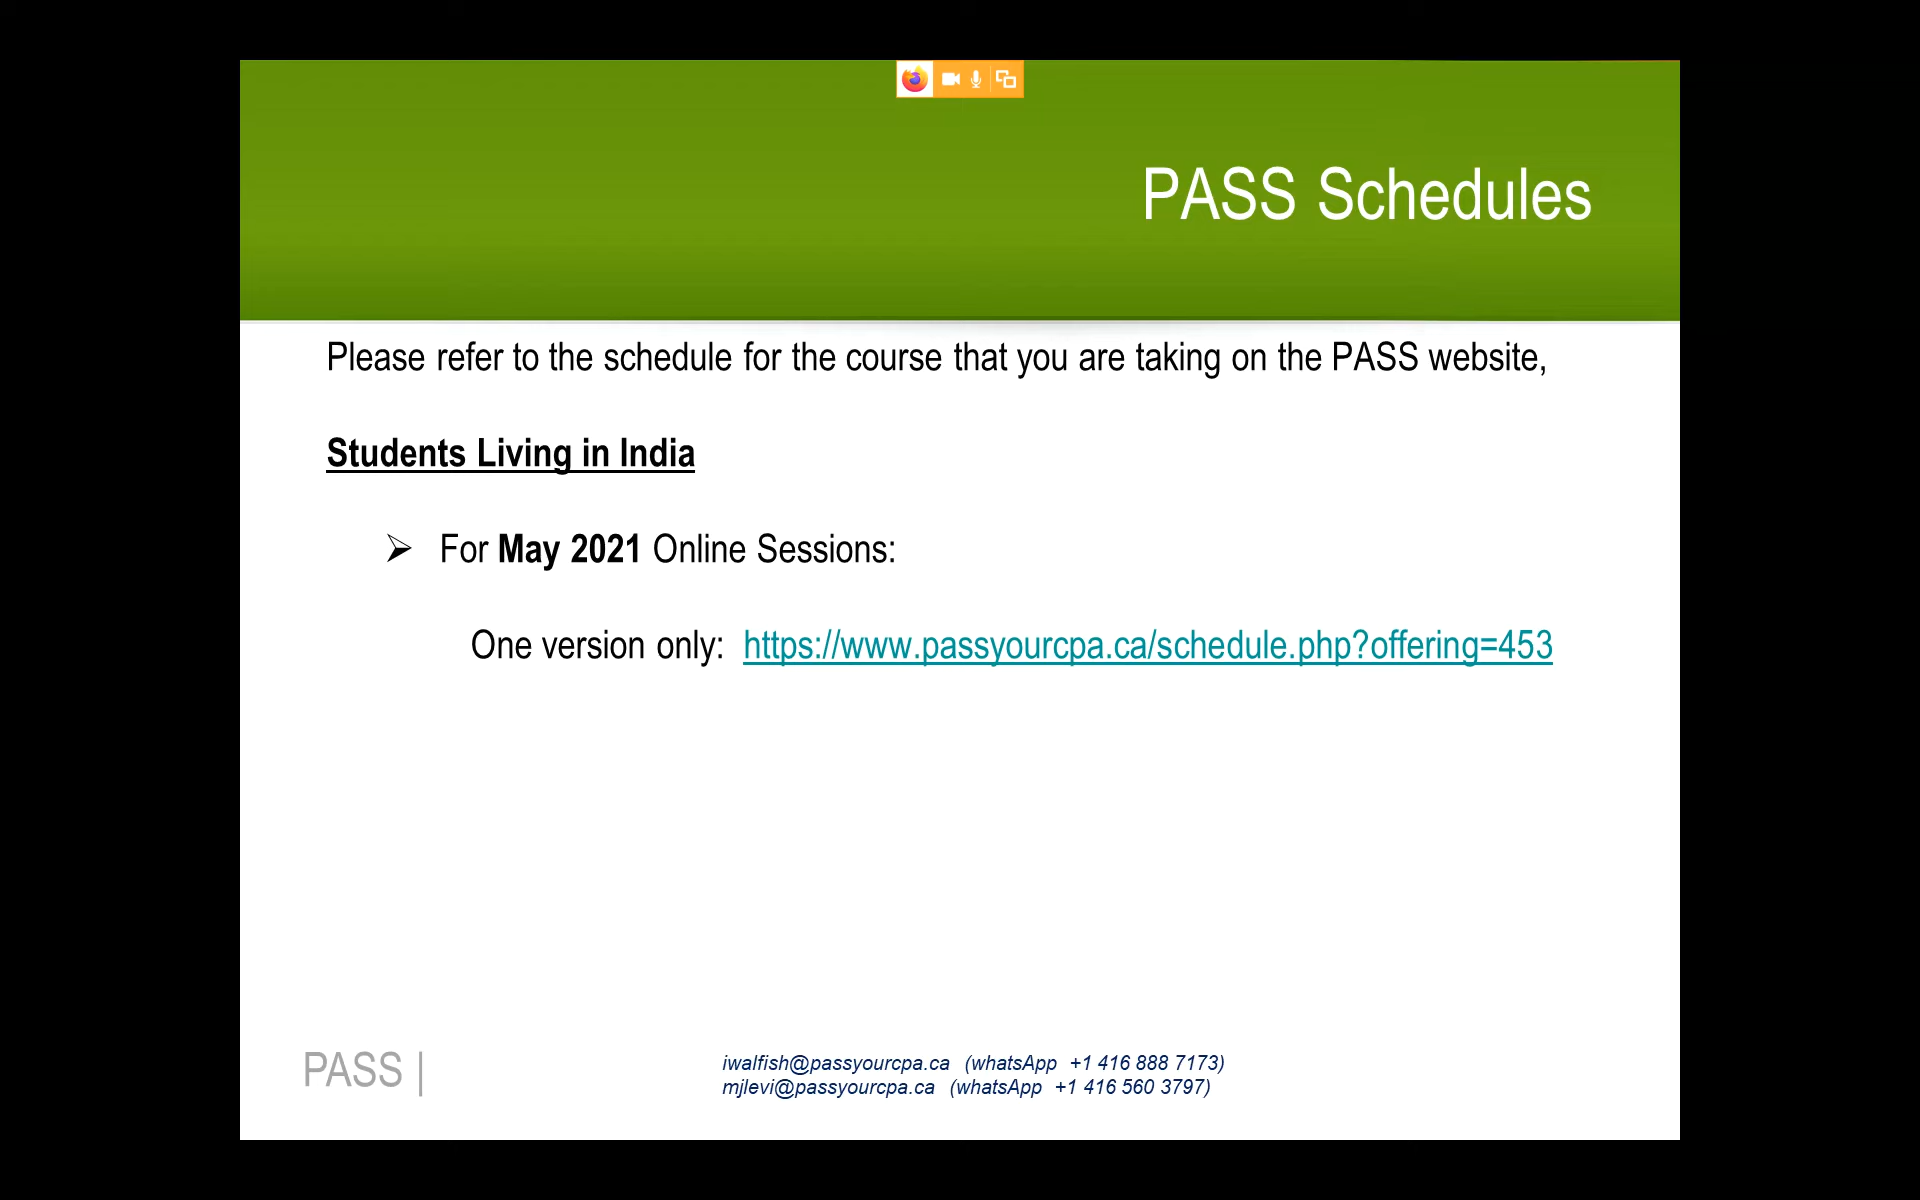 PASS Schedules
Please refer to the schedule for the course that you are taking on the PASS website,
Students Living in India
➢ For May 2021 Online Sessions:
One version only: https://www.passyourcpa.ca/schedule.php?offering=453
PASS |
iwalfish@passyourcpa.ca (whatsApp +1 416 888 7173)
mjlevi@passyourcpa.ca (whatsApp +1 416 560 3797)